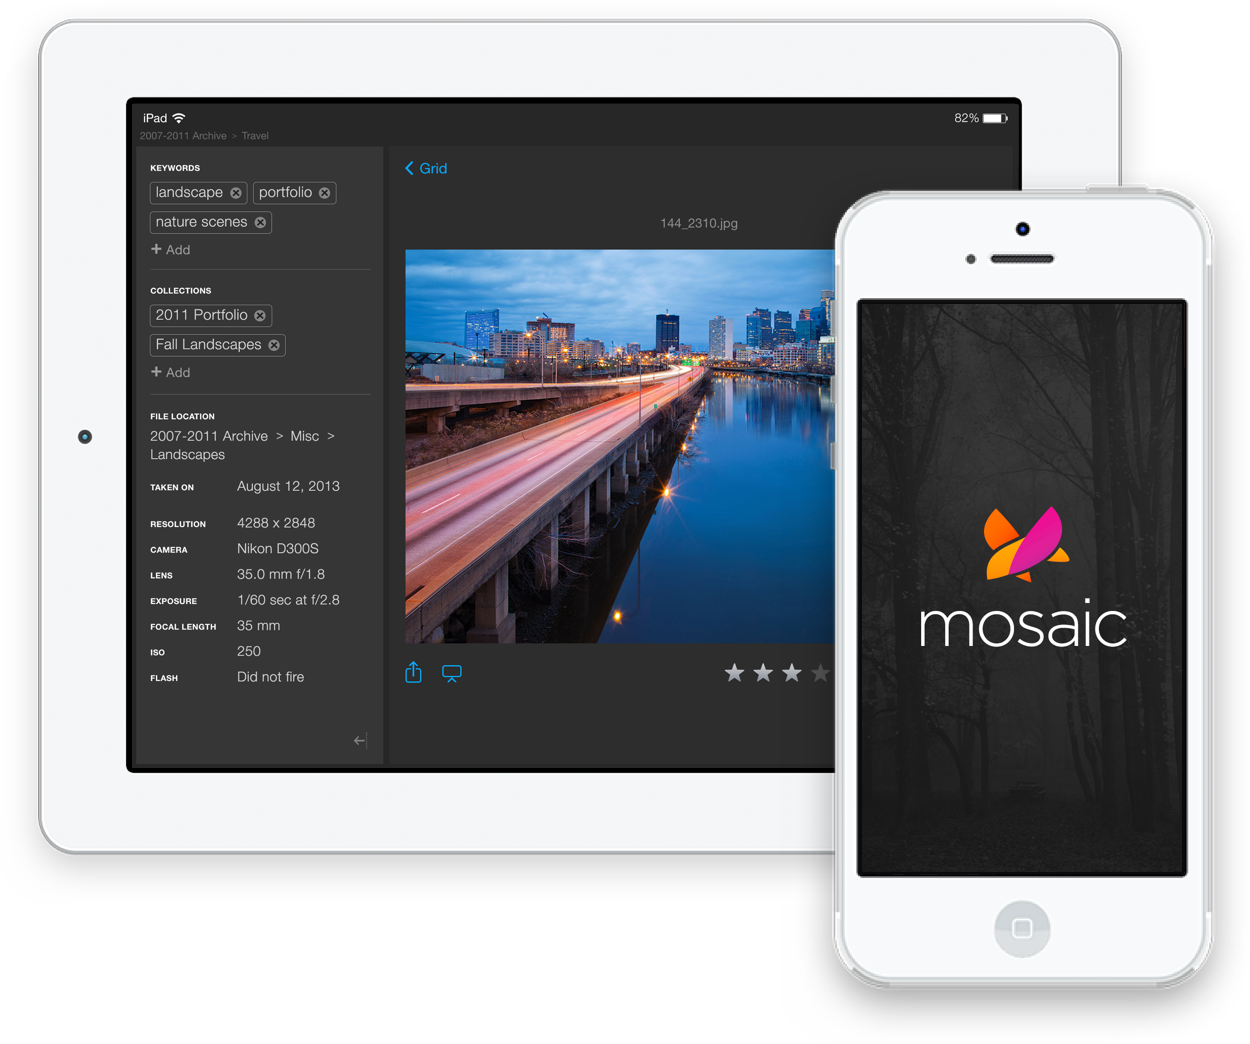 iPad 82%
2007-2011 Archive > Travel
KEYWORDS
landscape portfolio
nature scenes
+ Add
COLLECTIONS
2011 Portfolio
Fall Landscapes
+ Add
FILE LOCATION
2007-2011 Archive > Misc >
Landscapes
TAKEN ON August 12, 2013
RESOLUTION 4288 x 2848
CAMERA Nikon D300S
LENS 35.0 mm f/1.8
EXPOSURE 1/60 sec at f/2.8
FOCAL LENGTH 35 mm
ISO 250
FLASH Did not fire
Grid
144_2310.jpg
mosaic